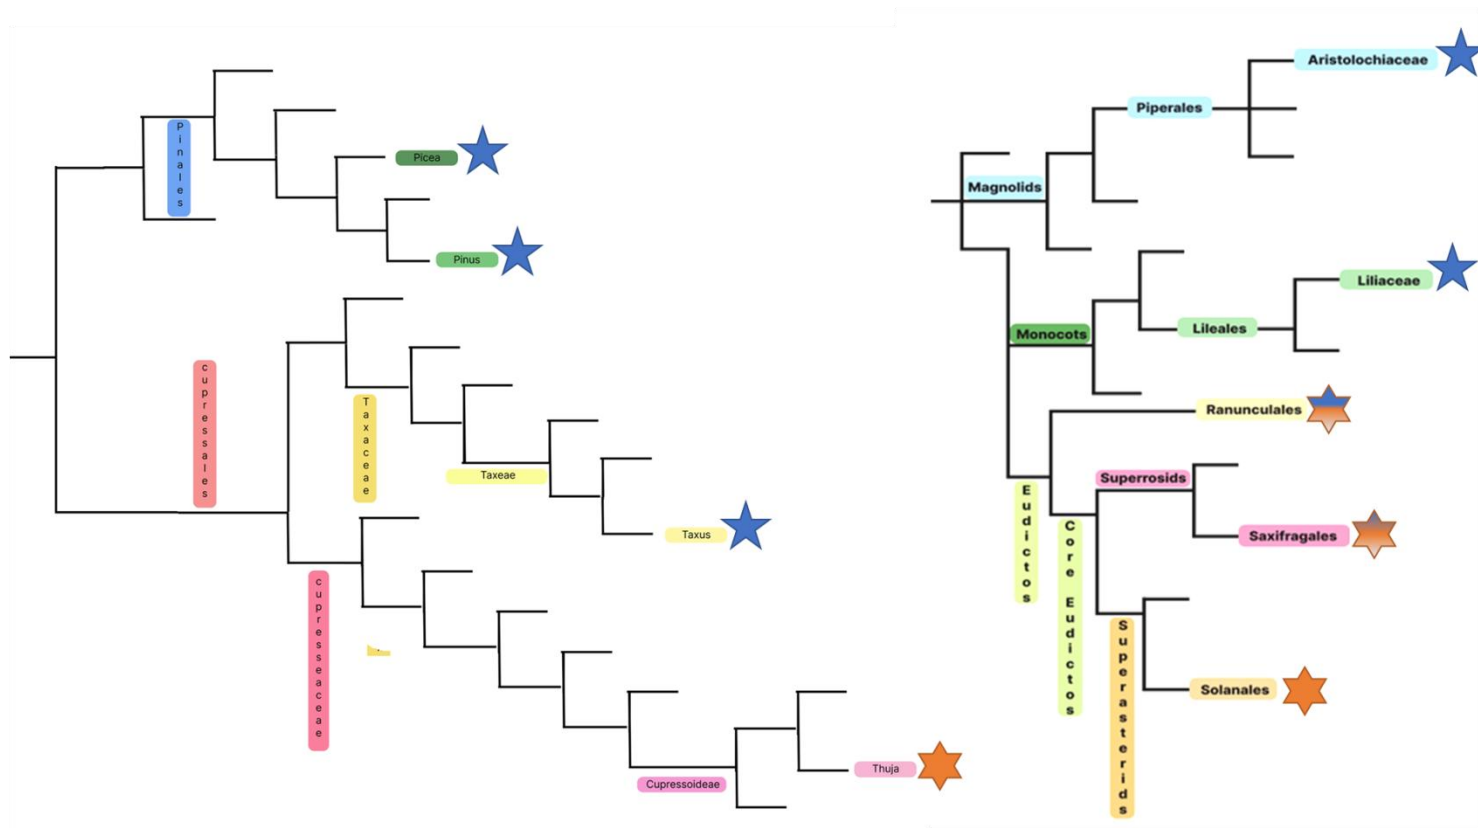 Pinales
Picea
Pinus
cupressales
Taxaceae
Taxeae
Taxus
cupresseaceae
Cupressoideae
Thuja
Aristolochiaceae
Piperales
Magnolids
Liliaceae
Monocots
Lileales
Ranunculales
Superrosids
Eudictos
Core Eudictos
Saxifragales
Superasterids
Solanales